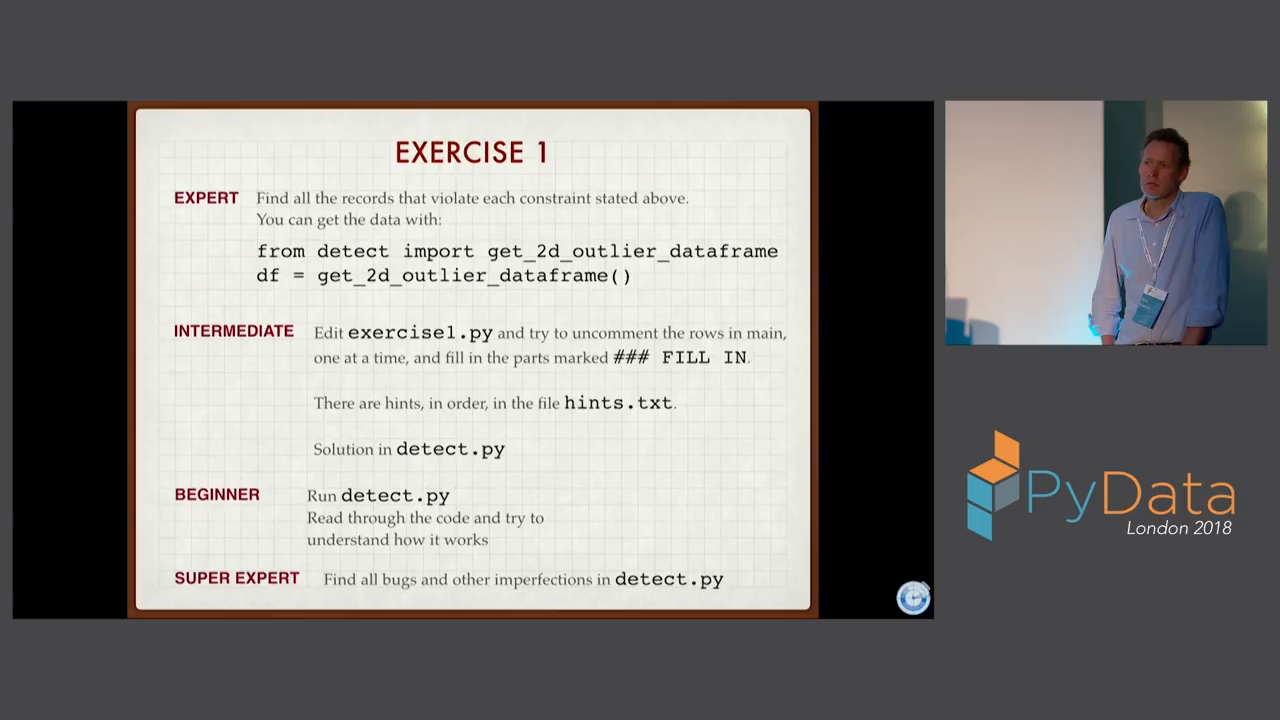 EXERCISE 1
EXPERT Find all the records that violate each constraint stated above.
You can get the data with:
from detect import get_2d_outlier_dataframe
df = get_2d_outlier_dataframe()
INTERMEDIATE Edit exercise1.py and try to uncomment the rows in main,
one at a time, and fill in the parts marked ### FILL IN.
There are hints, in order, in the file hints.txt.
Solution in detect.py
BEGINNER Run detect.py
Read through the code and try to
understand how it works
SUPER EXPERT Find all bugs and other imperfections in detect.py
PyData
London 2018